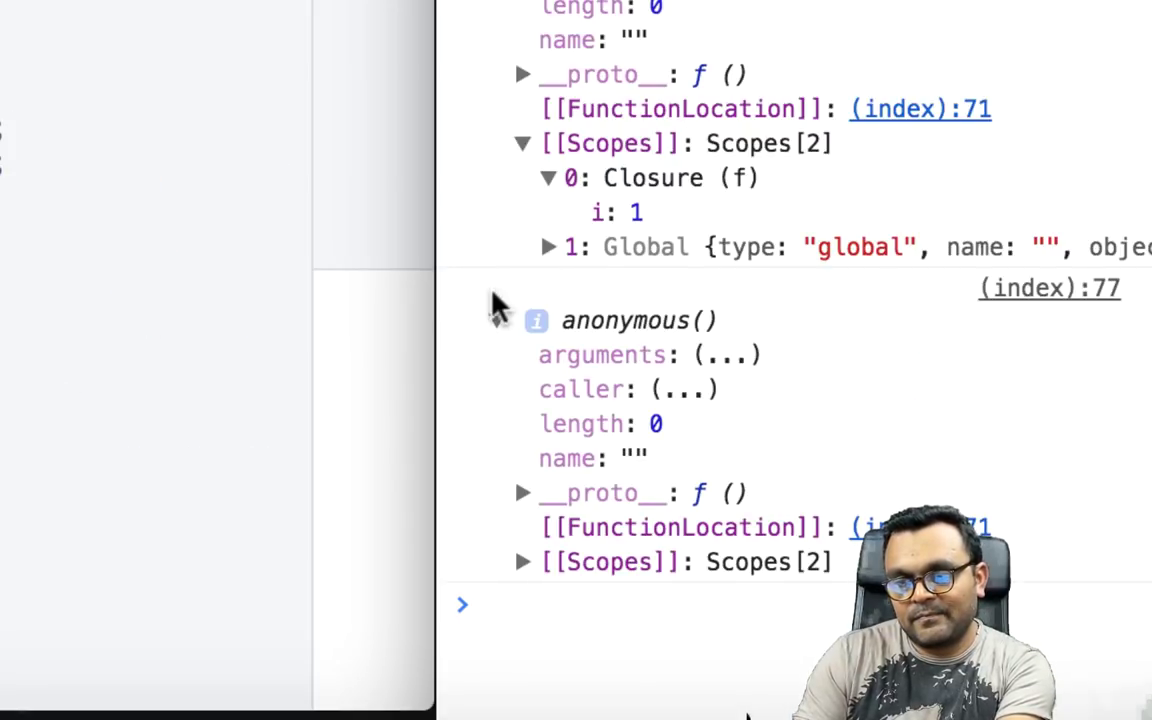 length: 0
name: ""
▶ __proto__: ƒ ()
[[FunctionLocation]]: (index):71
▼ [[Scopes]]: Scopes[2]
▼ 0: Closure (f)
i: 1
▶ 1: Global {type: "global", name: "", objec
(index):77
i anonymous()
arguments: (...)
caller: (...)
length: 0
name: ""
▶ __proto__: ƒ ()
[[FunctionLocation]]: 71
▶ [[Scopes]]: Scopes[2]
>